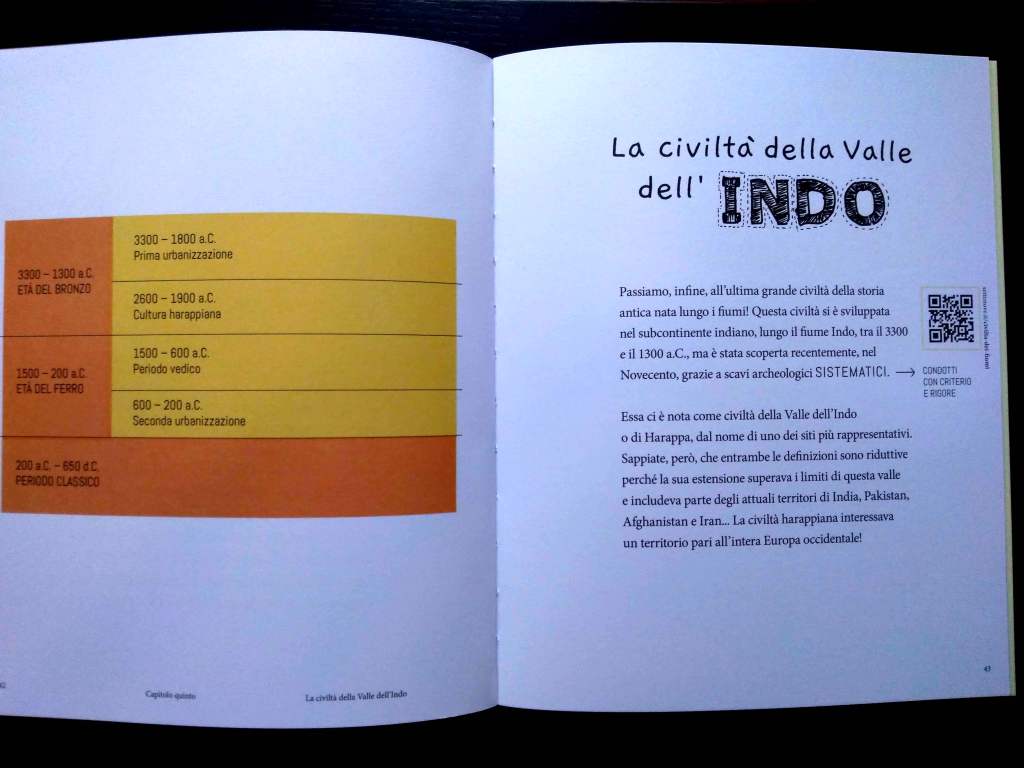 3300 – 1300 a.C.
ETÀ DEL BRONZO
3300 – 1800 a.C.
Prima urbanizzazione
2600 – 1900 a.C.
Cultura harappiana
1500 – 200 a.C.
ETÀ DEL FERRO
1500 – 600 a.C.
Periodo vedico
600 – 200 a.C.
Seconda urbanizzazione
200 a.C. – 650 d.C.
PERIODO CLASSICO
Capitolo quinto
La civiltà della Valle dell'Indo
La civiltà della Valle
dell' INDO
Passiamo, infine, all'ultima grande civiltà della storia
antica nata lungo i fiumi! Questa civiltà si è sviluppata
nel subcontinente indiano, lungo il fiume Indo, tra il 3300
e il 1300 a.C., ma è stata scoperta recentemente, nel
Novecento, grazie a scavi archeologici SISTEMATICI. →
CONDOTTI
CON CRITERIO
E RIGORE
Essa ci è nota come civiltà della Valle dell'Indo
o di Harappa, dal nome di uno dei siti più rappresentativi.
Sappiate, però, che entrambe le definizioni sono riduttive
perché la sua estensione superava i limiti di questa valle
e includeva parte degli attuali territori di India, Pakistan,
Afghanistan e Iran... La civiltà harappiana interessava
un territorio pari all'intera Europa occidentale!
43